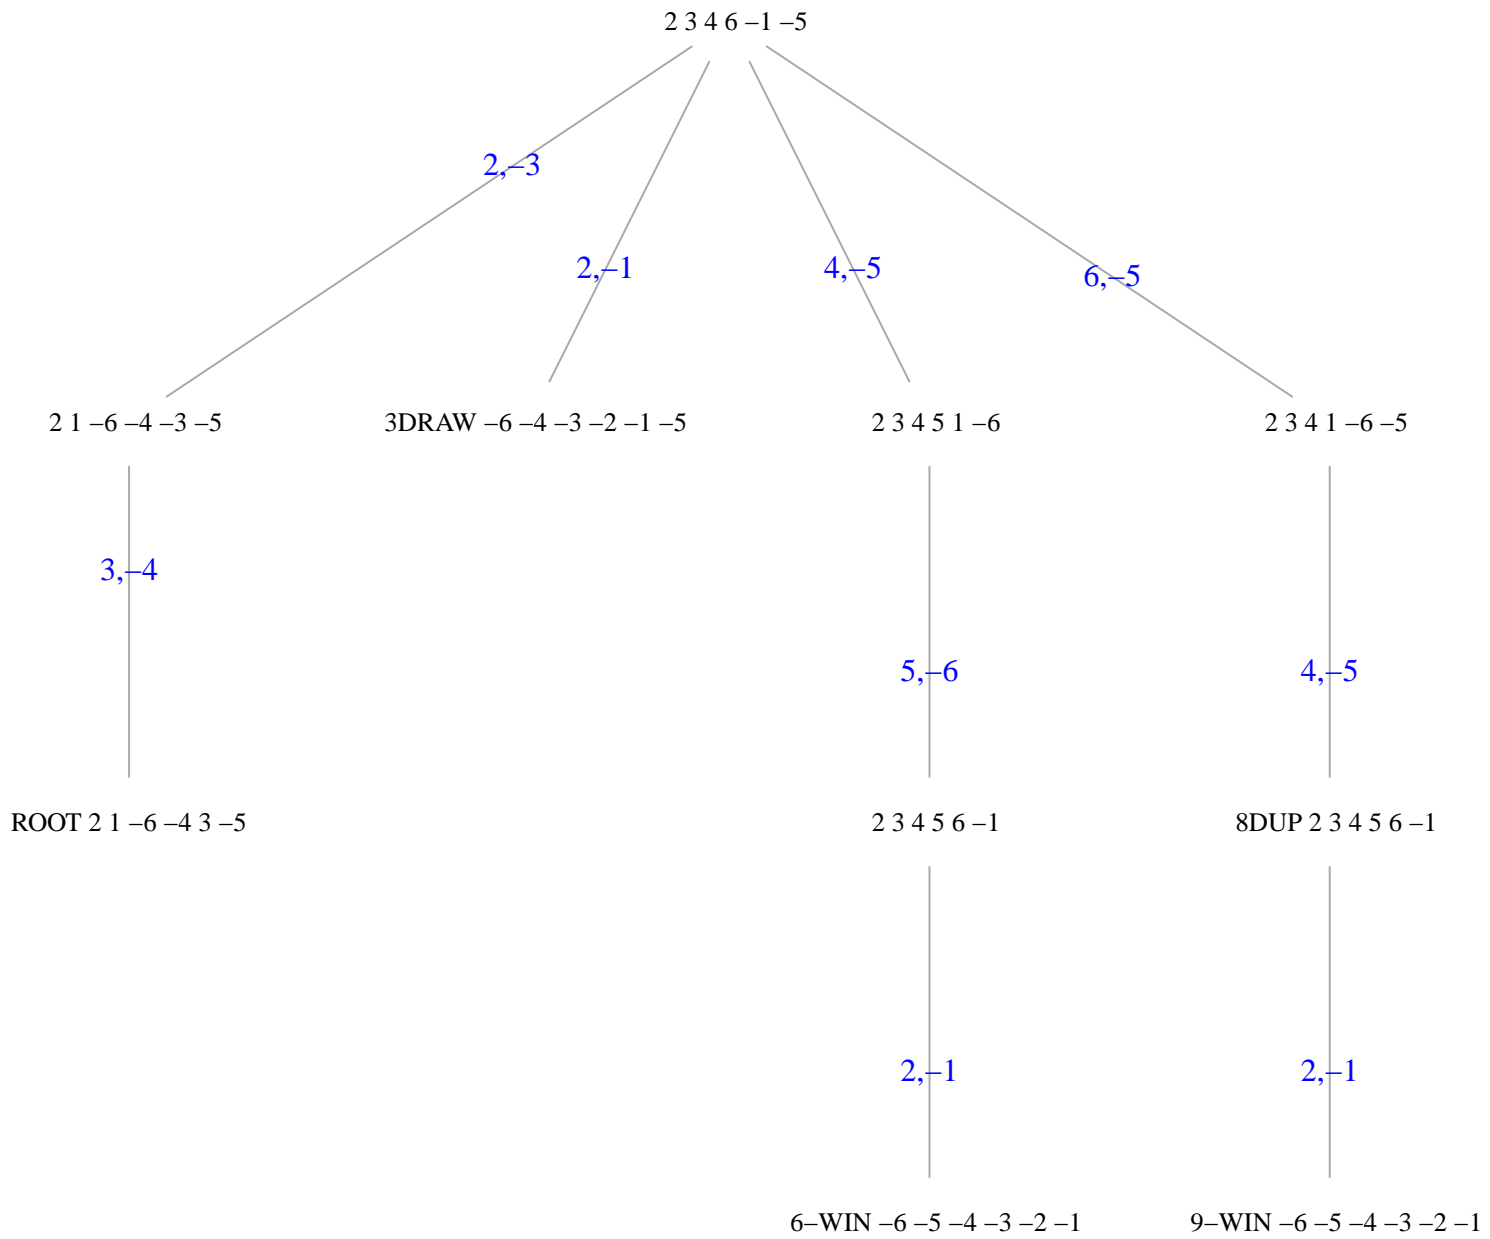 2 3 4 6 –1 –5
2,–3
2,–1
4,–5
6,–5
2 1 –6 –4 –3 –5
3DRAW –6 –4 –3 –2 –1 –5
2 3 4 5 1 –6
2 3 4 1 –6 –5
3,–4
5,–6
4,–5
ROOT 2 1 –6 –4 3 –5
2 3 4 5 6 –1
8DUP 2 3 4 5 6 –1
2,–1
2,–1
6–WIN –6 –5 –4 –3 –2 –1
9–WIN –6 –5 –4 –3 –2 –1